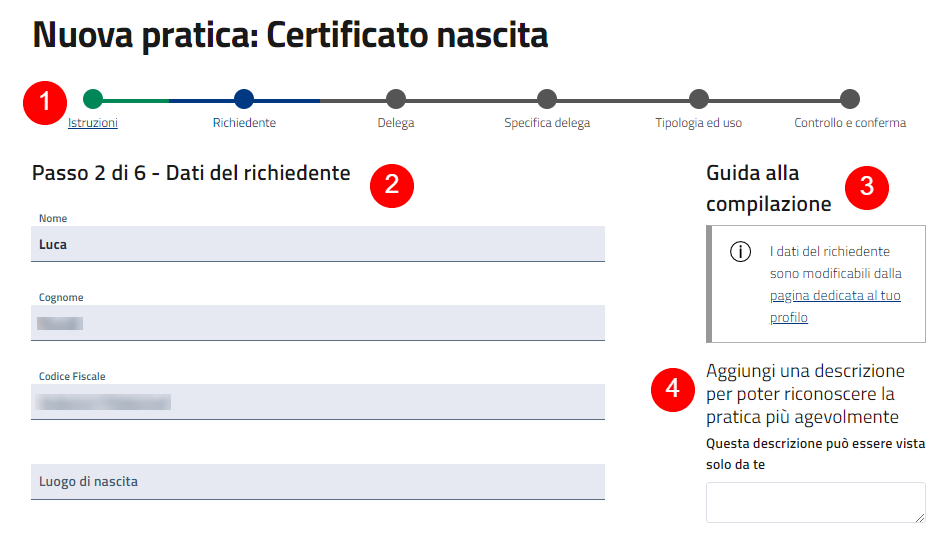 Nuova pratica: Certificato nascita
1
Istruzioni
Richiedente
Delega
Specifica delega
Tipologia ed uso
Controllo e conferma
Passo 2 di 6 - Dati del richiedente
2
Nome
Luca
Cognome
Codice Fiscale
Luogo di nascita
Guida alla
compilazione
3
I dati del richiedente
sono modificabili dalla
pagina dedicata al tuo
profilo
4
Aggiungi una descrizione
per poter riconoscere la
pratica più agevolmente
Questa descrizione può essere vista
solo da te